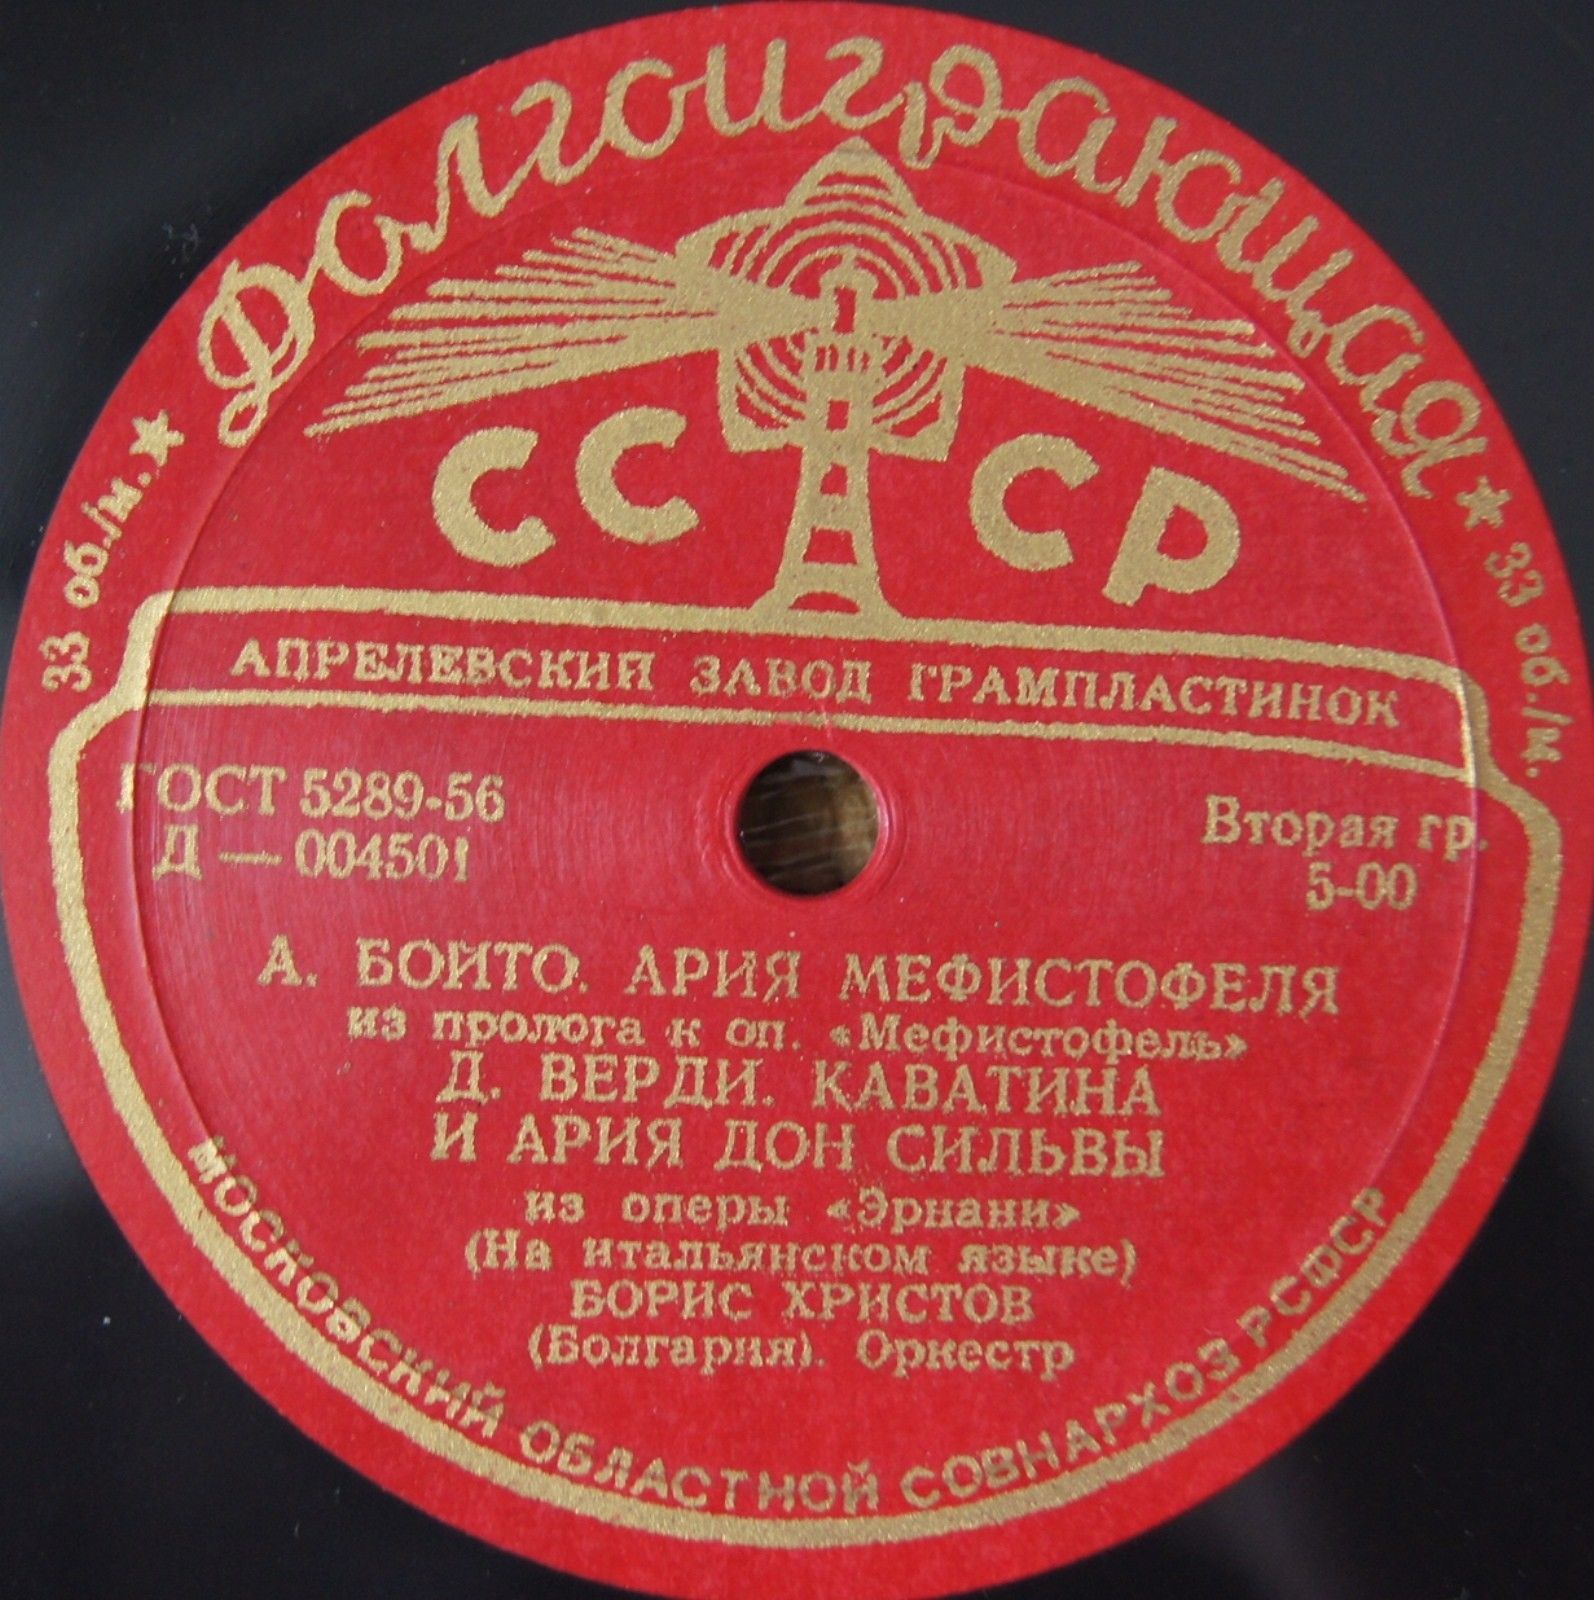 Долгоиграющая
33 об./м. ★
★ 33 об./м.
СССР
АПРЕЛЕВСКИЙ ЗАВОД ГРАМПЛАСТИНОК
ГОСТ 5289-56
Д — 004501
Вторая гр.
5-00
А. БОИТО. АРИЯ МЕФИСТОФЕЛЯ
из пролога к оп. «Мефистофель»
Д. ВЕРДИ. КАВАТИНА
И АРИЯ ДОН СИЛЬВЫ
из оперы «Эрнани»
(На итальянском языке)
БОРИС ХРИСТОВ
(Болгария). Оркестр
МОСКОВСКИЙ ОБЛАСТНОЙ СОВНАРХОЗ РСФСР